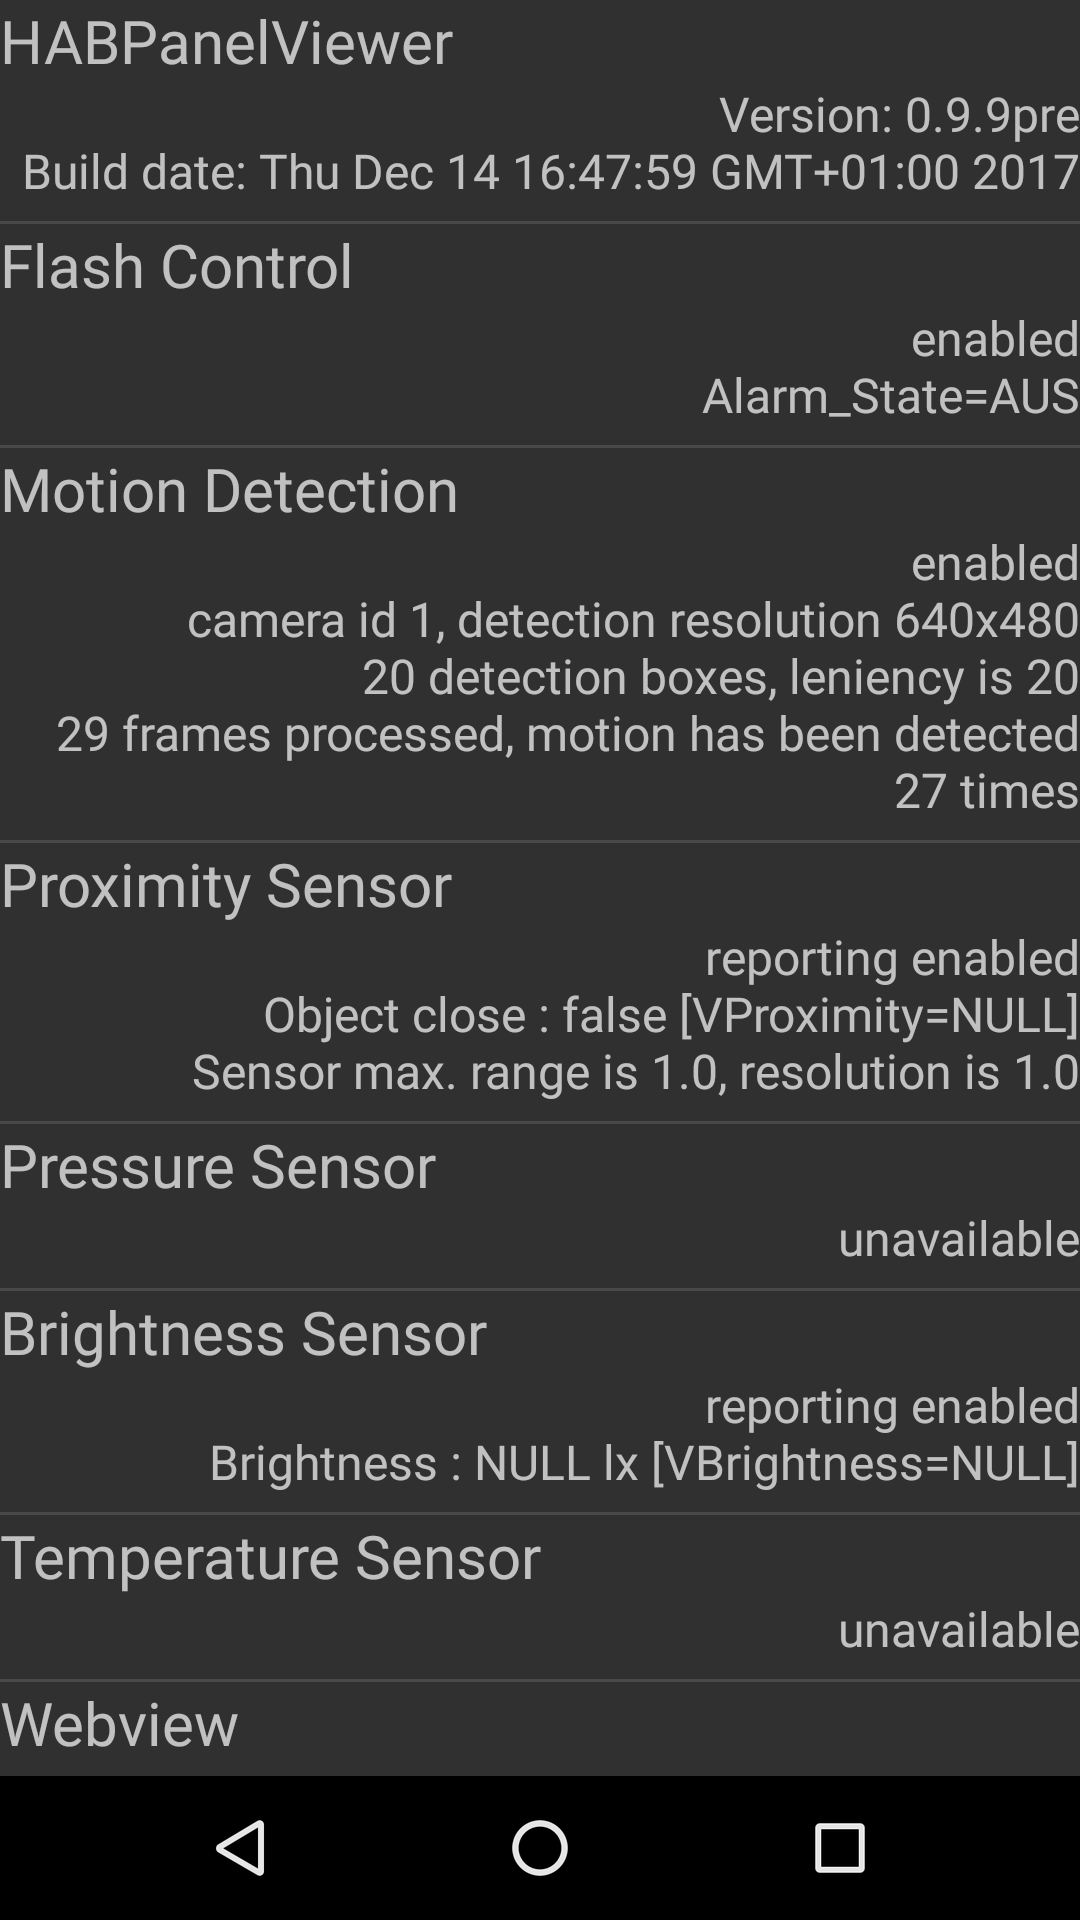 HABPanelViewer
Version: 0.9.9pre
Build date: Thu Dec 14 16:47:59 GMT+01:00 2017
Flash Control
enabled
Alarm_State=AUS
Motion Detection
enabled
camera id 1, detection resolution 640x480
20 detection boxes, leniency is 20
29 frames processed, motion has been detected
27 times
Proximity Sensor
reporting enabled
Object close : false [VProximity=NULL]
Sensor max. range is 1.0, resolution is 1.0
Pressure Sensor
unavailable
Brightness Sensor
reporting enabled
Brightness : NULL lx [VBrightness=NULL]
Temperature Sensor
unavailable
Webview